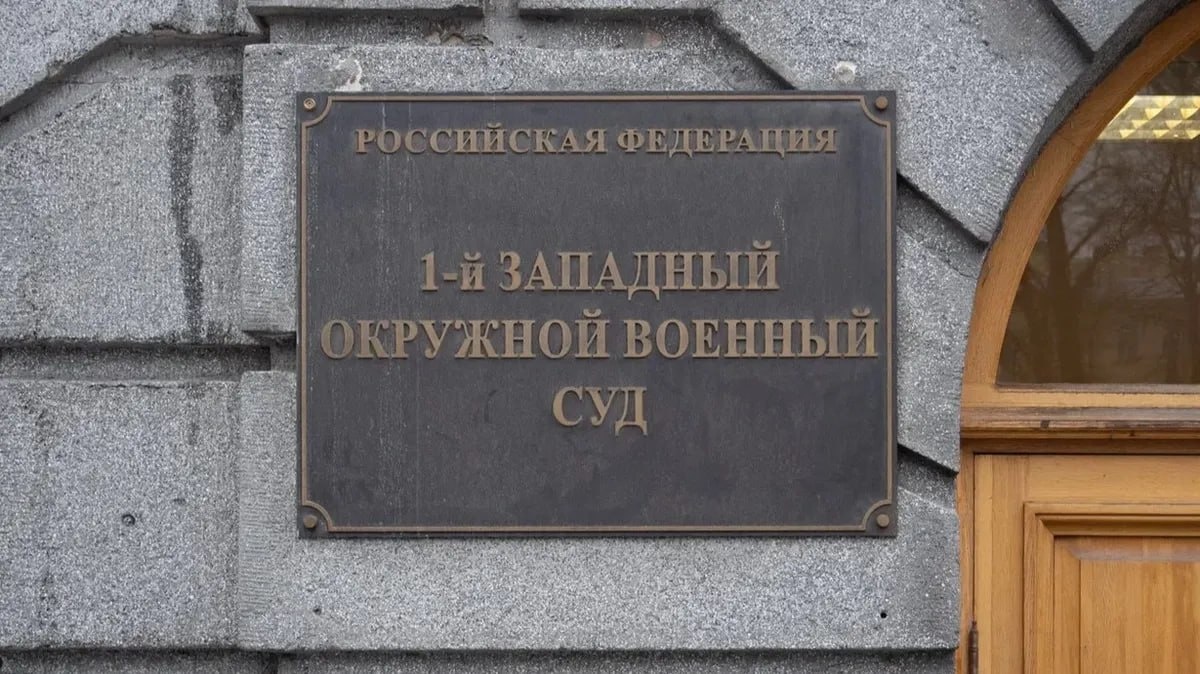 РОССИЙСКАЯ ФЕДЕРАЦИЯ
1-й ЗАПАДНЫЙ
ОКРУЖНОЙ ВОЕННЫЙ
СУД